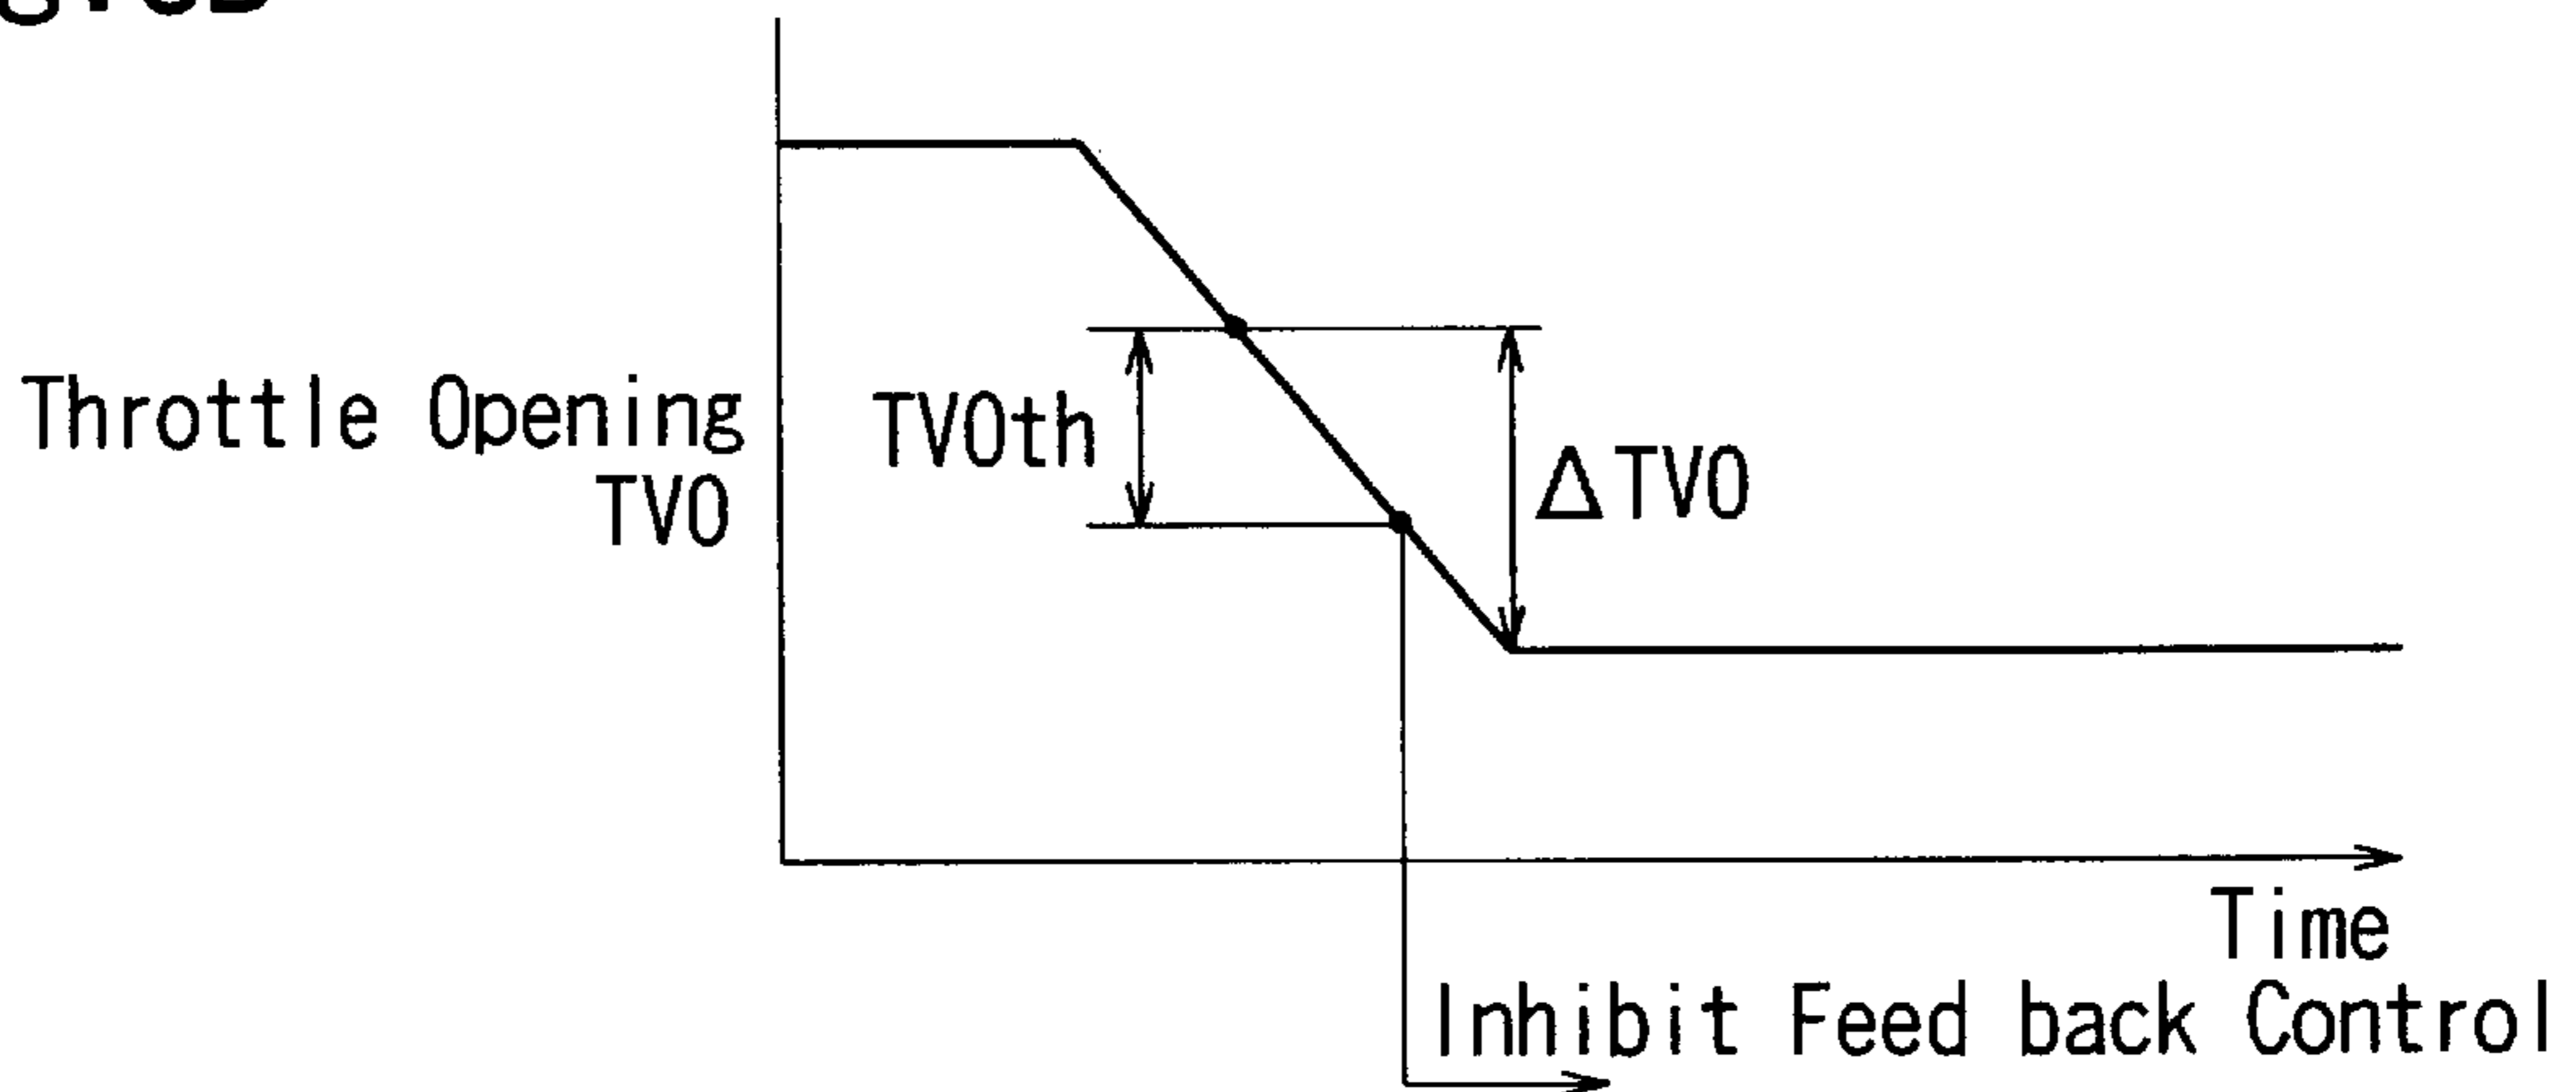 Throttle Opening
TVO
TVOth
ΔTVO
Time
Inhibit Feed back Control